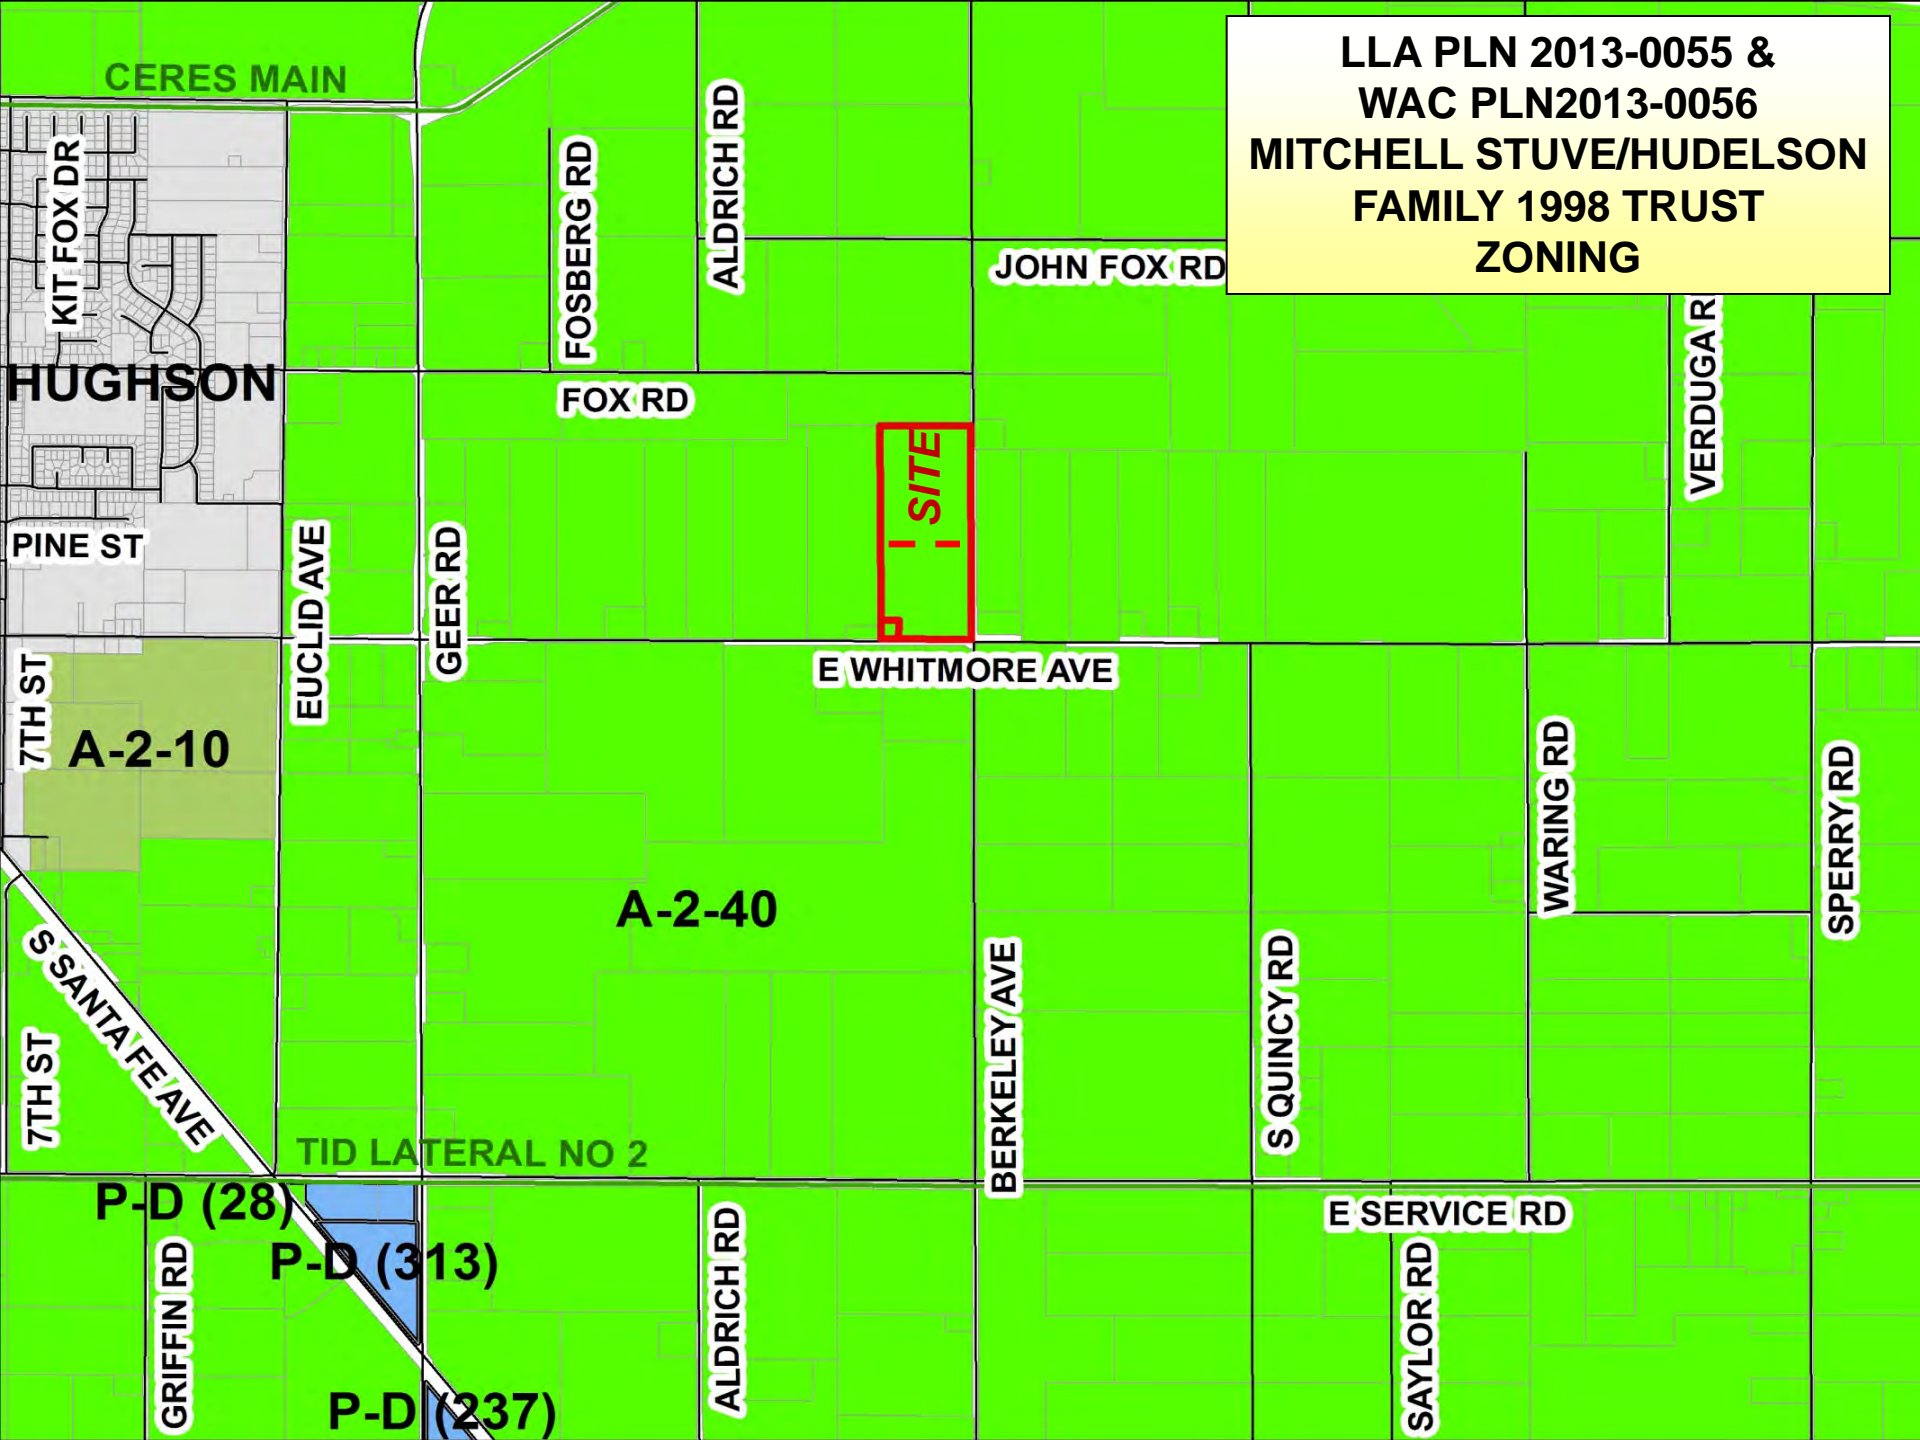 LLA PLN 2013-0055 &
WAC PLN2013-0056
MITCHELL STUVE/HUDELSON
FAMILY 1998 TRUST
ZONING
CERES MAIN
KIT FOX DR
FOSBERG RD
ALDRICH RD
JOHN FOX RD
VERDUGA R
HUGHSON
FOX RD
SITE
PINE ST
EUCLID AVE
GEER RD
E WHITMORE AVE
7TH ST
A-2-10
WARING RD
SPERRY RD
A-2-40
S SANTA FE AVE
BERKELEY AVE
S QUINCY RD
7TH ST
TID LATERAL NO 2
P-D (28)
E SERVICE RD
P-D (313)
GRIFFIN RD
ALDRICH RD
SAYLOR RD
P-D (237)